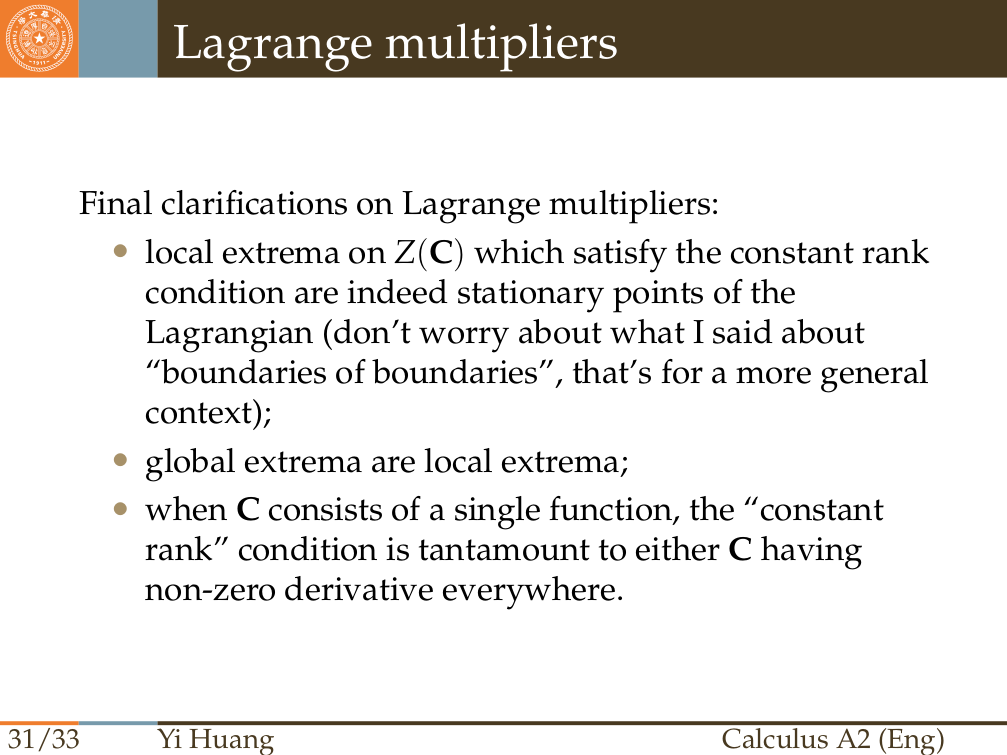 Lagrange multipliers
Final clarifications on Lagrange multipliers:
• local extrema on Z(C) which satisfy the constant rank
condition are indeed stationary points of the
Lagrangian (don’t worry about what I said about
“boundaries of boundaries”, that’s for a more general
context);
• global extrema are local extrema;
• when C consists of a single function, the “constant
rank” condition is tantamount to either C having
non-zero derivative everywhere.
31/33 Yi Huang Calculus A2 (Eng)